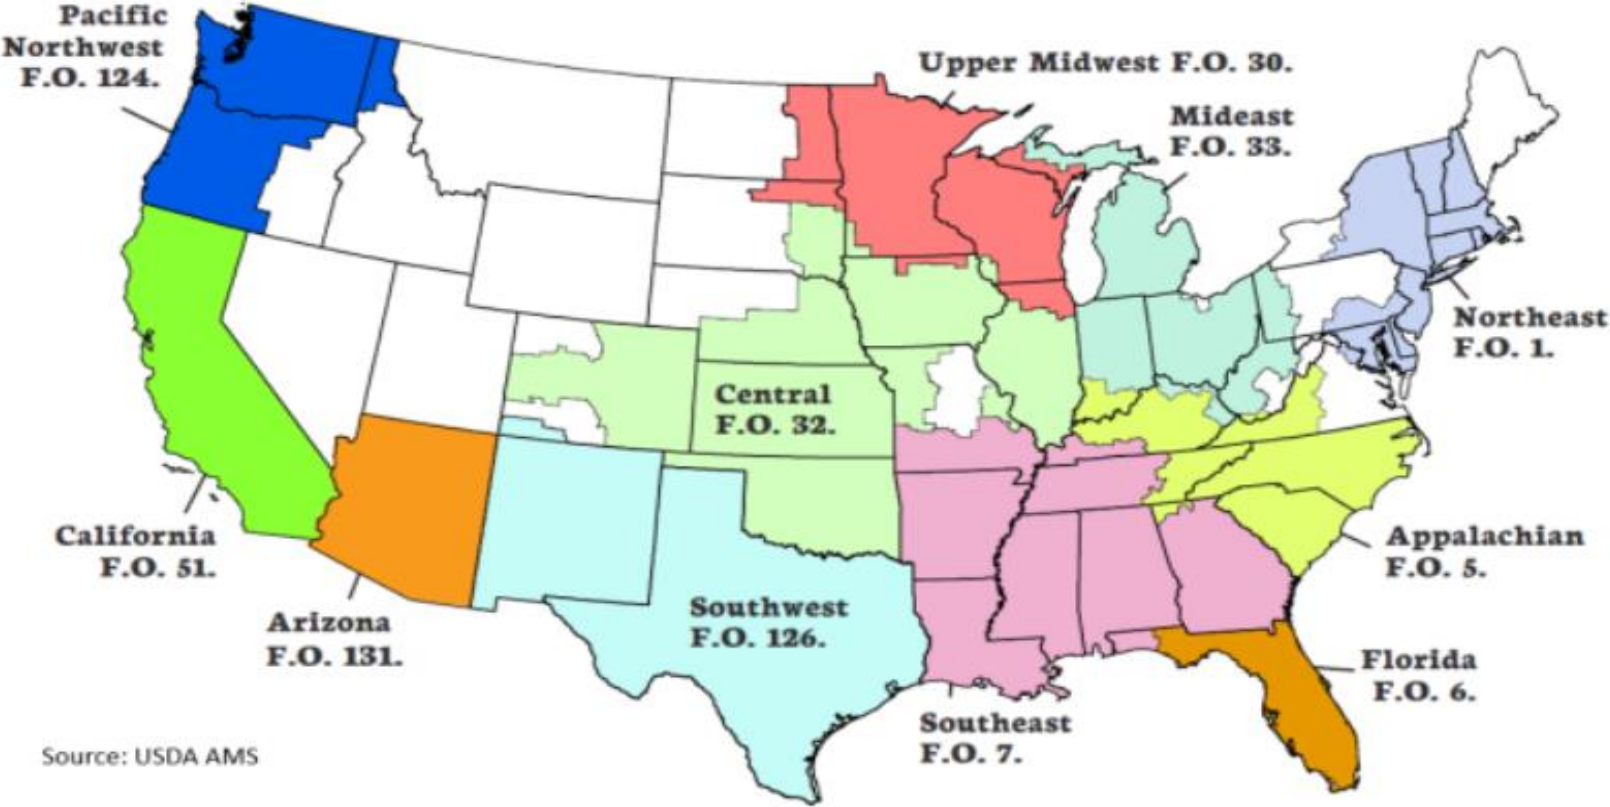 Pacific
Northwest
F.O. 124.
Upper Midwest F.O. 30.
Mideast
F.O. 33.
Northeast
F.O. 1.
Central
F.O. 32.
California
F.O. 51.
Appalachian
F.O. 5.
Arizona
F.O. 131.
Southwest
F.O. 126.
Florida
F.O. 6.
Southeast
F.O. 7.
Source: USDA AMS